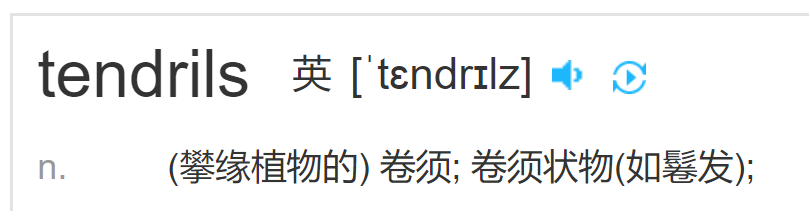 tendrils 英 [ˈtɛndrɪlz]
n. (攀缘植物的) 卷须; 卷须状物(如鬈发);